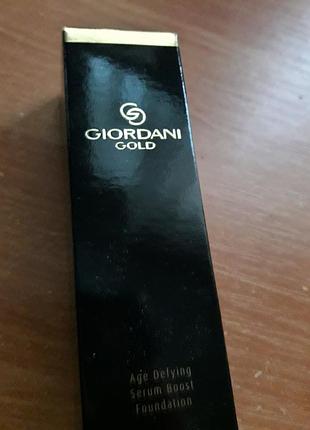 GIORDANI
GOLD
Age Defying
Serum Boost
Foundation